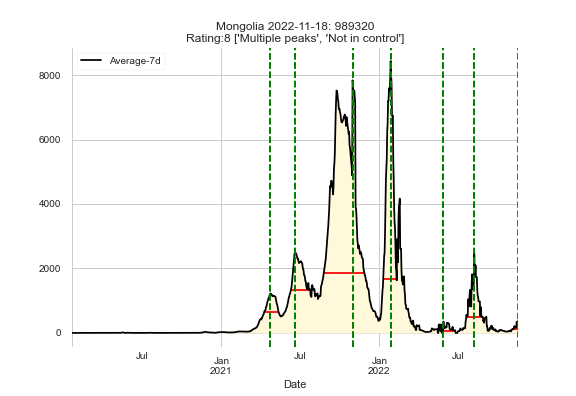 Mongolia 2022-11-18: 989320
Rating:8 ['Multiple peaks', 'Not in control']
Average-7d
8000
6000
4000
2000
0
Jul
Jan
2021
Jul
Jan
2022
Jul
Date